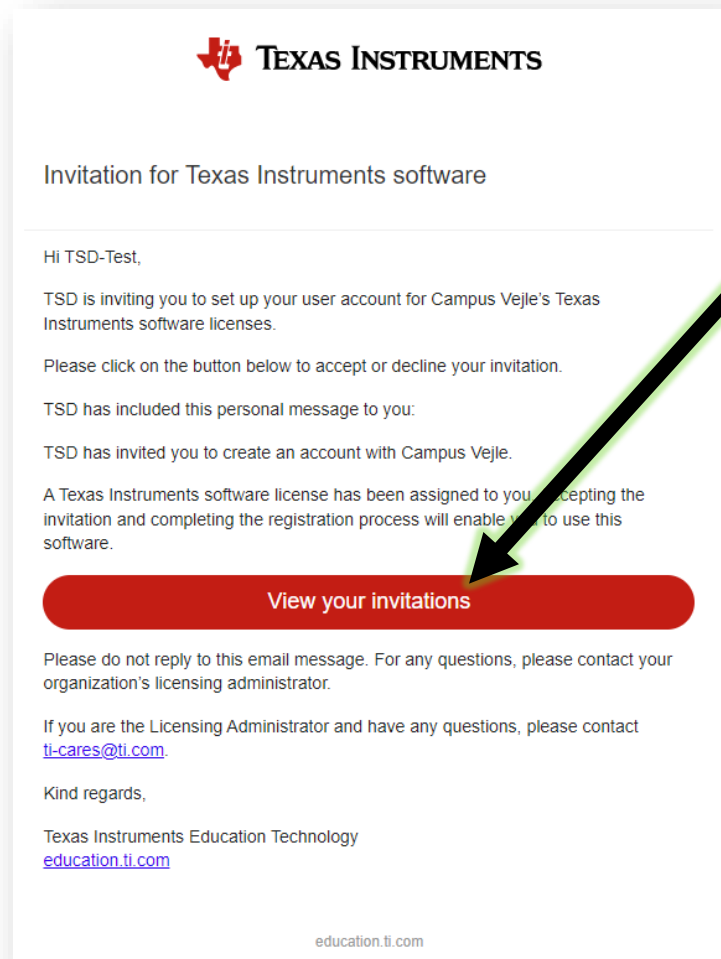 TEXAS INSTRUMENTS
Invitation for Texas Instruments software
Hi TSD-Test,
TSD is inviting you to set up your user account for Campus Vejle's Texas
Instruments software licenses.
Please click on the button below to accept or decline your invitation.
TSD has included this personal message to you:
TSD has invited you to create an account with Campus Vejle.
A Texas Instruments software license has been assigned to you. the
invitation and completing the registration process will enable to use this
software.
View your invitations
Please do not reply to this email message. For any questions, please contact your
organization's licensing administrator.
If you are the Licensing Administrator and have any questions, please contact
ti-cares@ti.com.
Kind regards,
Texas Instruments Education Technology
education.ti.com
education.ti.com